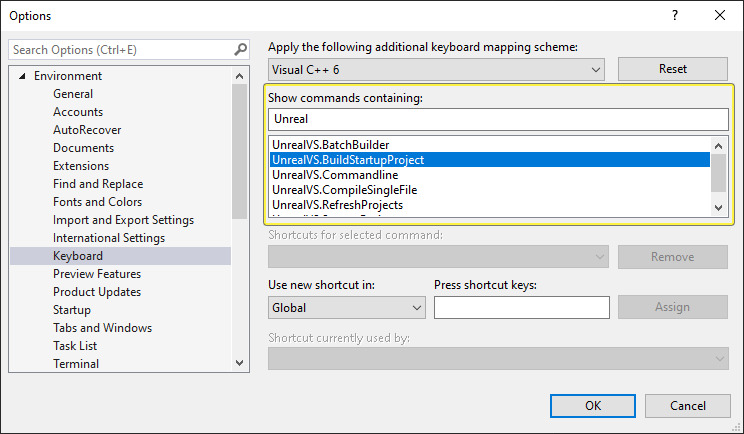 Options
Search Options (Ctrl+E)
Environment
General
Accounts
AutoRecover
Documents
Extensions
Find and Replace
Fonts and Colors
Import and Export Settings
International Settings
Keyboard
Preview Features
Product Updates
Startup
Tabs and Windows
Task List
Terminal
Apply the following additional keyboard mapping scheme:
Visual C++ 6
Reset
Show commands containing:
Unreal
UnrealVS.BatchBuilder
UnrealVS.BuildStartupProject
UnrealVS.Commandline
UnrealVS.CompileSingleFile
UnrealVS.RefreshProjects
Shortcuts for selected command:
Remove
Use new shortcut in:
Press shortcut keys:
Global
Assign
Shortcut currently used by:
OK
Cancel